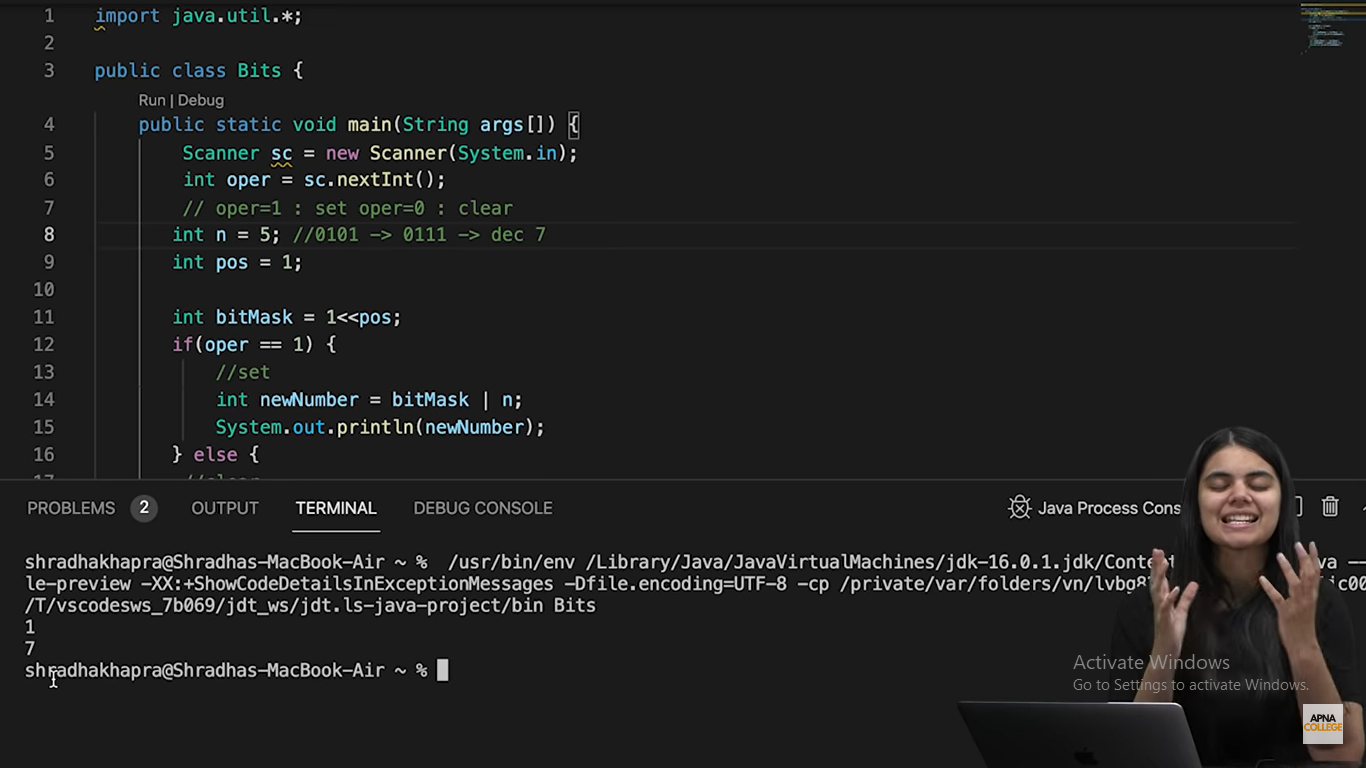 1 import java.util.*;
2
3 public class Bits {
Run | Debug
4 public static void main(String args[]) {
5 Scanner sc = new Scanner(System.in);
6 int oper = sc.nextInt();
7 // oper=1 : set oper=0 : clear
8 int n = 5; //0101 -> 0111 -> dec 7
9 int pos = 1;
10
11 int bitMask = 1<<pos;
12 if(oper == 1) {
13 //set
14 int newNumber = bitMask | n;
15 System.out.println(newNumber);
16 } else {
PROBLEMS 2 OUTPUT TERMINAL DEBUG CONSOLE Java Process Cons
shradhakhapra@Shradhas-MacBook-Air ~ % /usr/bin/env /Library/Java/JavaVirtualMachines/jdk-16.0.1.jdk/Conte va --
le-preview -XX:+ShowCodeDetailsInExceptionMessages -Dfile.encoding=UTF-8 -cp /private/var/folders/vn/lvbg8 jc00
/T/vscodesws_7b069/jdt_ws/jdt.ls-java-project/bin Bits
1
7
shradhakhapra@Shradhas-MacBook-Air ~ %
Activate Windows
Go to Settings to activate Windows.
APNA
COLLEGE